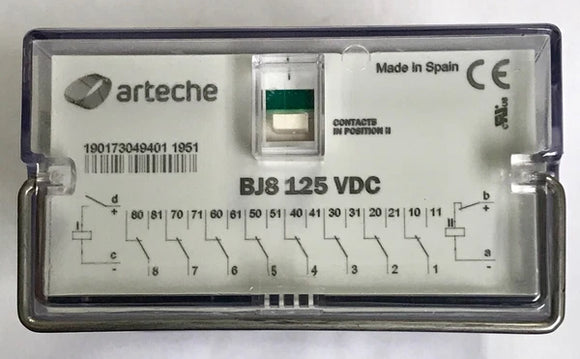 arteche
Made in Spain
CE
c UL us
CONTACTS
IN POSITION II
190173049401 1951
BJ8 125 VDC
d
+
I
c
-
80 81 70 71 60 61 50 51 40 41 30 31 20 21 10 11
8 7 6 5 4 3 2 1
b
+
II
a
-